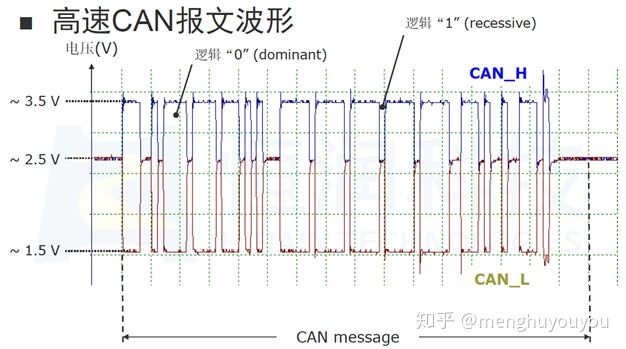 ■ 高速CAN报文波形
电压(V)
逻辑“0” (dominant)
逻辑“1” (recessive)
CAN_H
~ 3.5 V
~ 2.5 V
~ 1.5 V
CAN_L
知乎 @menghuyouyou
CAN message